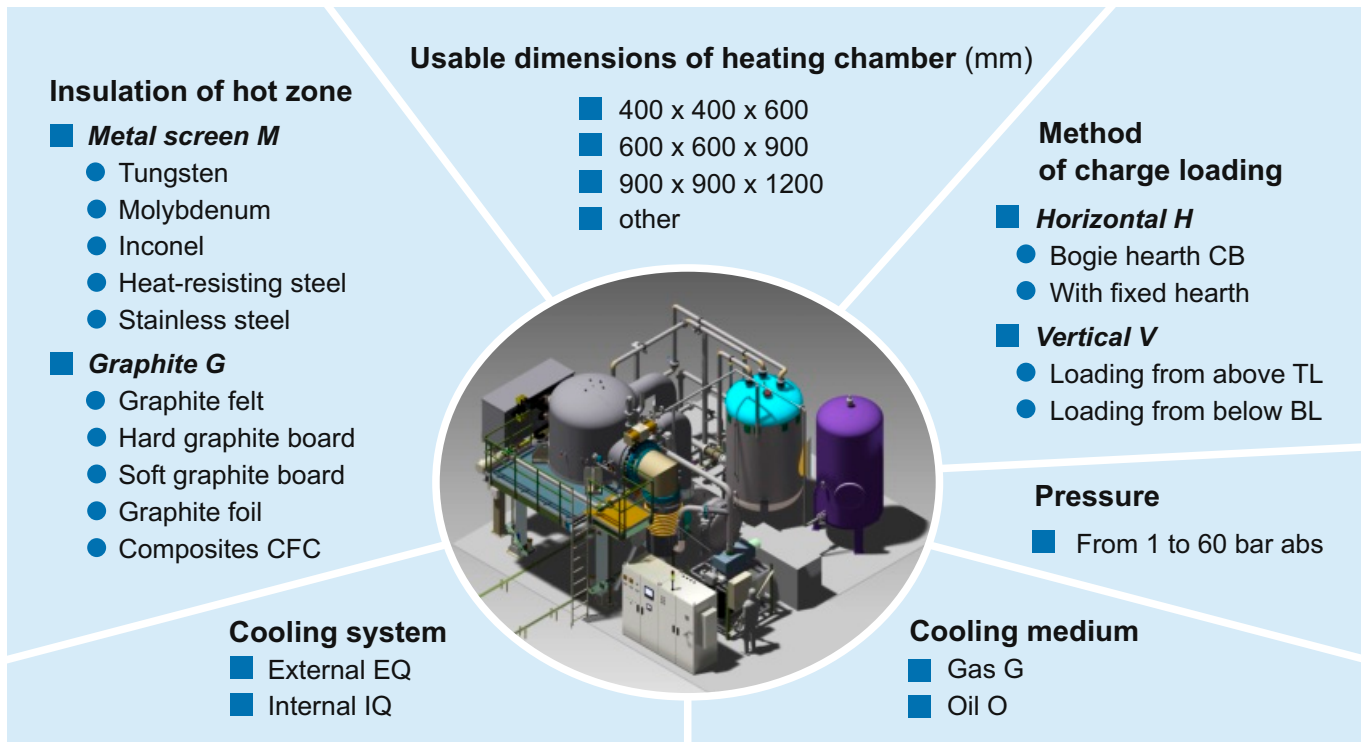 Usable dimensions of heating chamber (mm)
400 x 400 x 600
600 x 600 x 900
900 x 900 x 1200
other
Insulation of hot zone
Metal screen M
Tungsten
Molybdenum
Inconel
Heat-resisting steel
Stainless steel
Graphite G
Graphite felt
Hard graphite board
Soft graphite board
Graphite foil
Composites CFC
Method
of charge loading
Horizontal H
Bogie hearth CB
With fixed hearth
Vertical V
Loading from above TL
Loading from below BL
Pressure
From 1 to 60 bar abs
Cooling system
External EQ
Internal IQ
Cooling medium
Gas G
Oil O